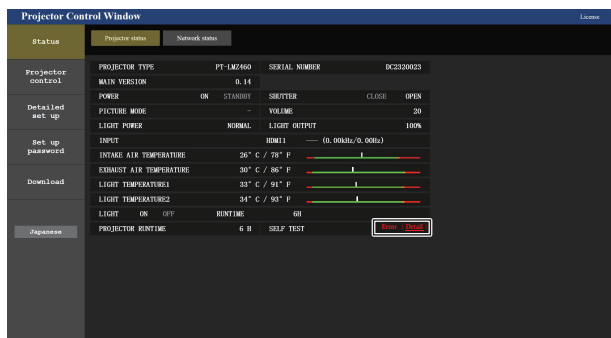 Projector Control Window
License
Status
Projector status
Network status
Projector control
Detailed set up
Set up password
Download
Japanese
PROJECTOR TYPE PT-LMZ460 SERIAL NUMBER DC2320023
MAIN VERSION 0.14
POWER ON STANDBY SHUTTER CLOSE OPEN
PICTURE MODE - VOLUME 20
LIGHT POWER NORMAL LIGHT OUTPUT 100%
INPUT HDMI1 --- (0.00kHz/0.00Hz)
INTAKE AIR TEMPERATURE 26° C / 78° F
EXHAUST AIR TEMPERATURE 30° C / 86° F
LIGHT TEMPERATURE1 33° C / 91° F
LIGHT TEMPERATURE2 34° C / 93° F
LIGHT ON OFF RUNTIME 6H
PROJECTOR RUNTIME 6 H SELF TEST Error : Detail